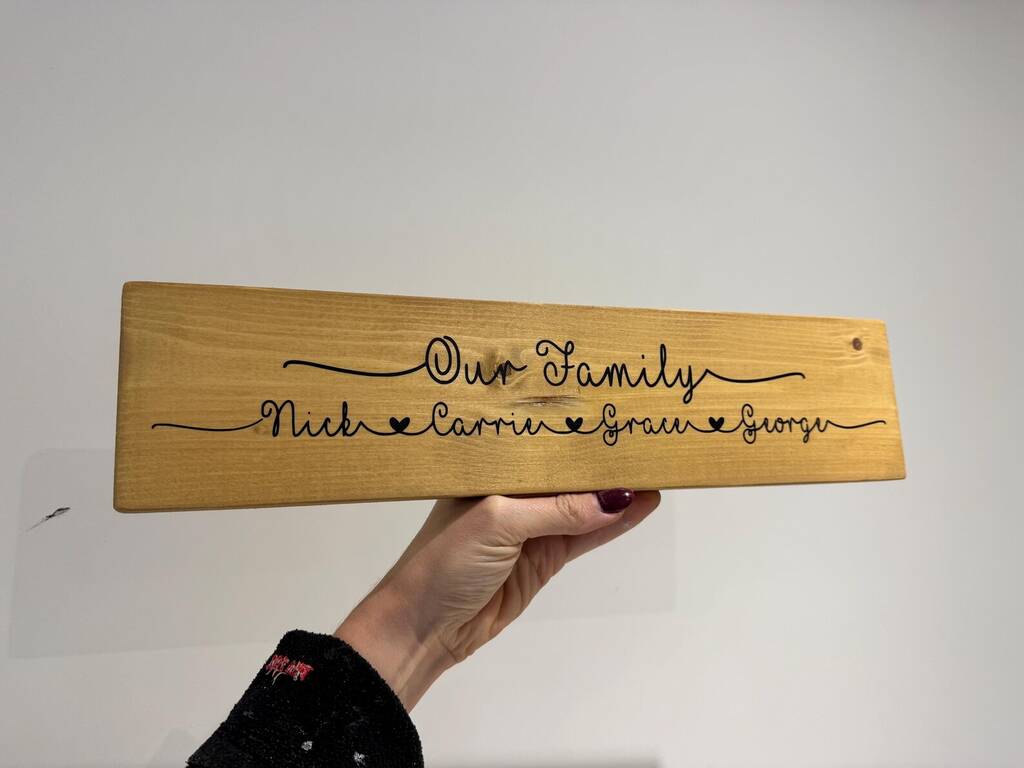 Our Family
Nick ♥ Carrie ♥ Grace ♥ George